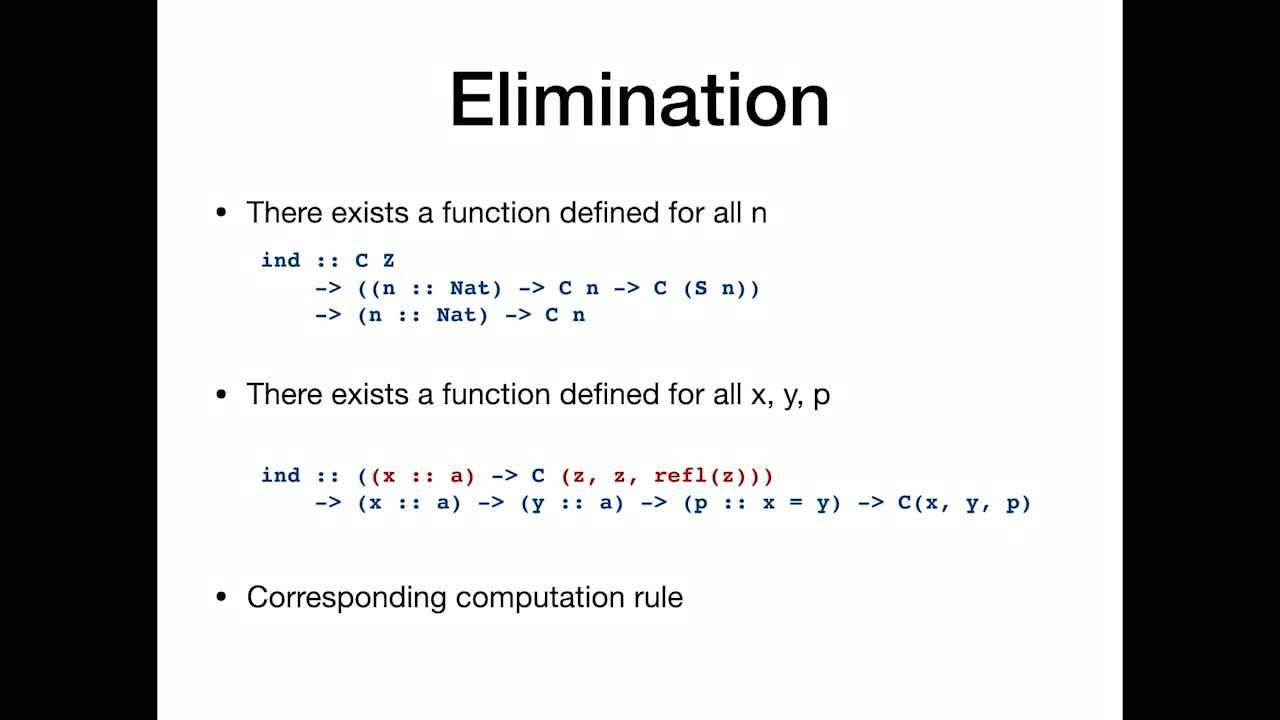 Elimination
• There exists a function defined for all n
ind :: C Z
-> ((n :: Nat) -> C n -> C (S n))
-> (n :: Nat) -> C n
• There exists a function defined for all x, y, p
ind :: ((x :: a) -> C (z, z, refl(z)))
-> (x :: a) -> (y :: a) -> (p :: x = y) -> C(x, y, p)
• Corresponding computation rule